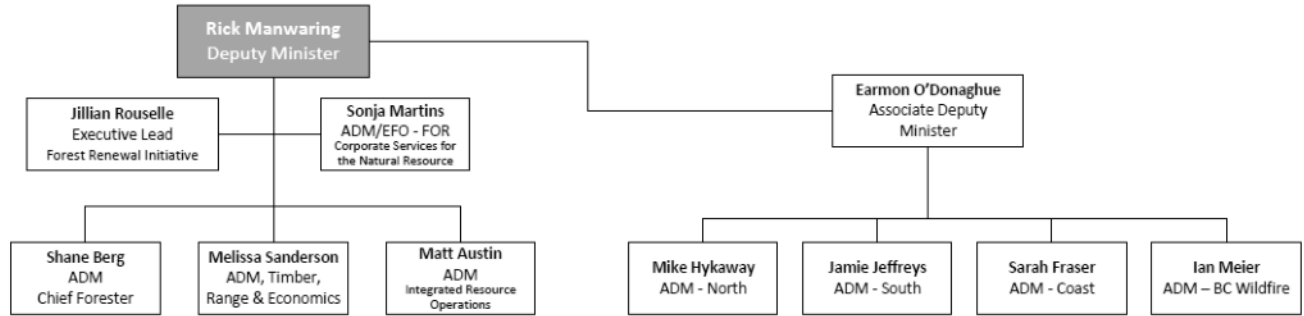 Rick Manwaring
Deputy Minister
Jillian Rouselle
Executive Lead
Forest Renewal Initiative
Sonja Martins
ADM/EFO - FOR
Corporate Services for
the Natural Resource
Earmon O'Donaghue
Associate Deputy
Minister
Shane Berg
ADM
Chief Forester
Melissa Sanderson
ADM, Timber,
Range & Economics
Matt Austin
ADM
Integrated Resource
Operations
Mike Hykaway
ADM - North
Jamie Jeffreys
ADM - South
Sarah Fraser
ADM - Coast
Ian Meier
ADM – BC Wildfire